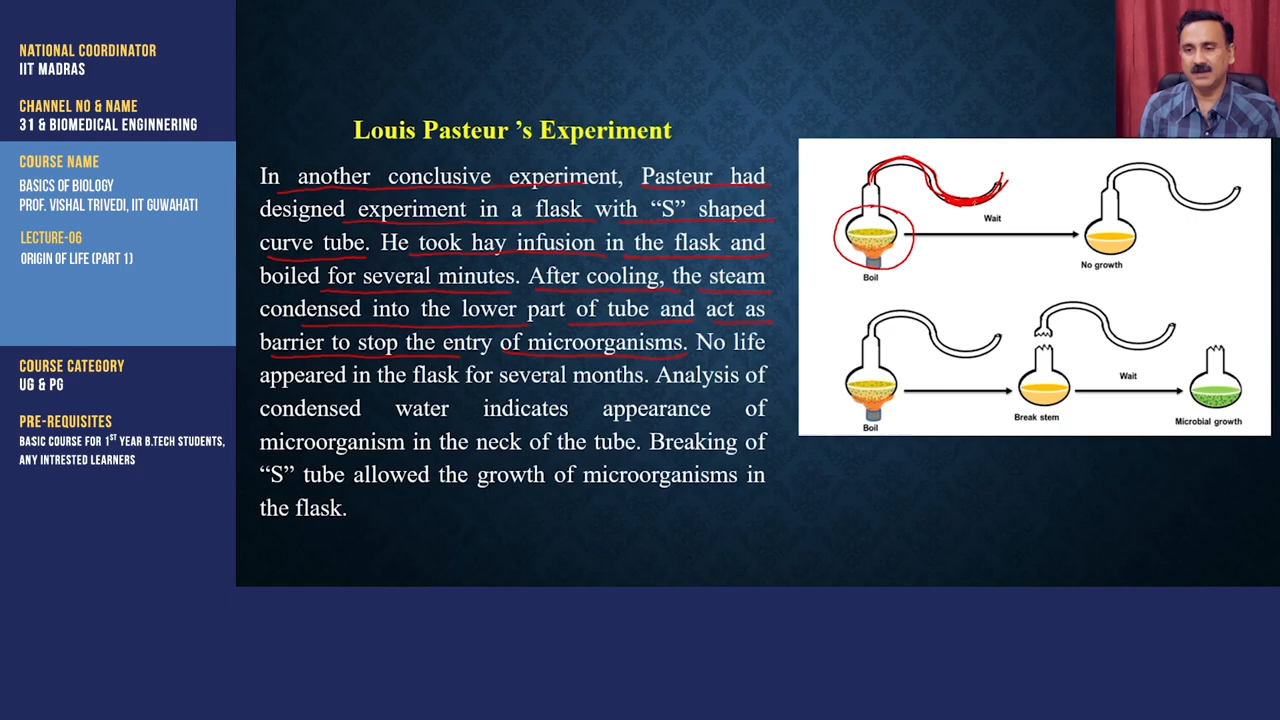 NATIONAL COORDINATOR
IIT MADRAS
CHANNEL NO & NAME
31 & BIOMEDICAL ENGINNERING
COURSE NAME
BASICS OF BIOLOGY
PROF. VISHAL TRIVEDI, IIT GUWAHATI
LECTURE-06
ORIGIN OF LIFE (PART 1)
COURSE CATEGORY
UG & PG
PRE-REQUISITES
BASIC COURSE FOR 1ST YEAR B.TECH STUDENTS,
ANY INTRESTED LEARNERS
Louis Pasteur 's Experiment
In another conclusive experiment, Pasteur had
designed experiment in a flask with “S” shaped
curve tube. He took hay infusion in the flask and
boiled for several minutes. After cooling, the steam
condensed into the lower part of tube and act as
barrier to stop the entry of microorganisms. No life
appeared in the flask for several months. Analysis of
condensed water indicates appearance of
microorganism in the neck of the tube. Breaking of
“S” tube allowed the growth of microorganisms in
the flask.
Wait
Boil
No growth
Boil
Break stem
Wait
Microbial growth